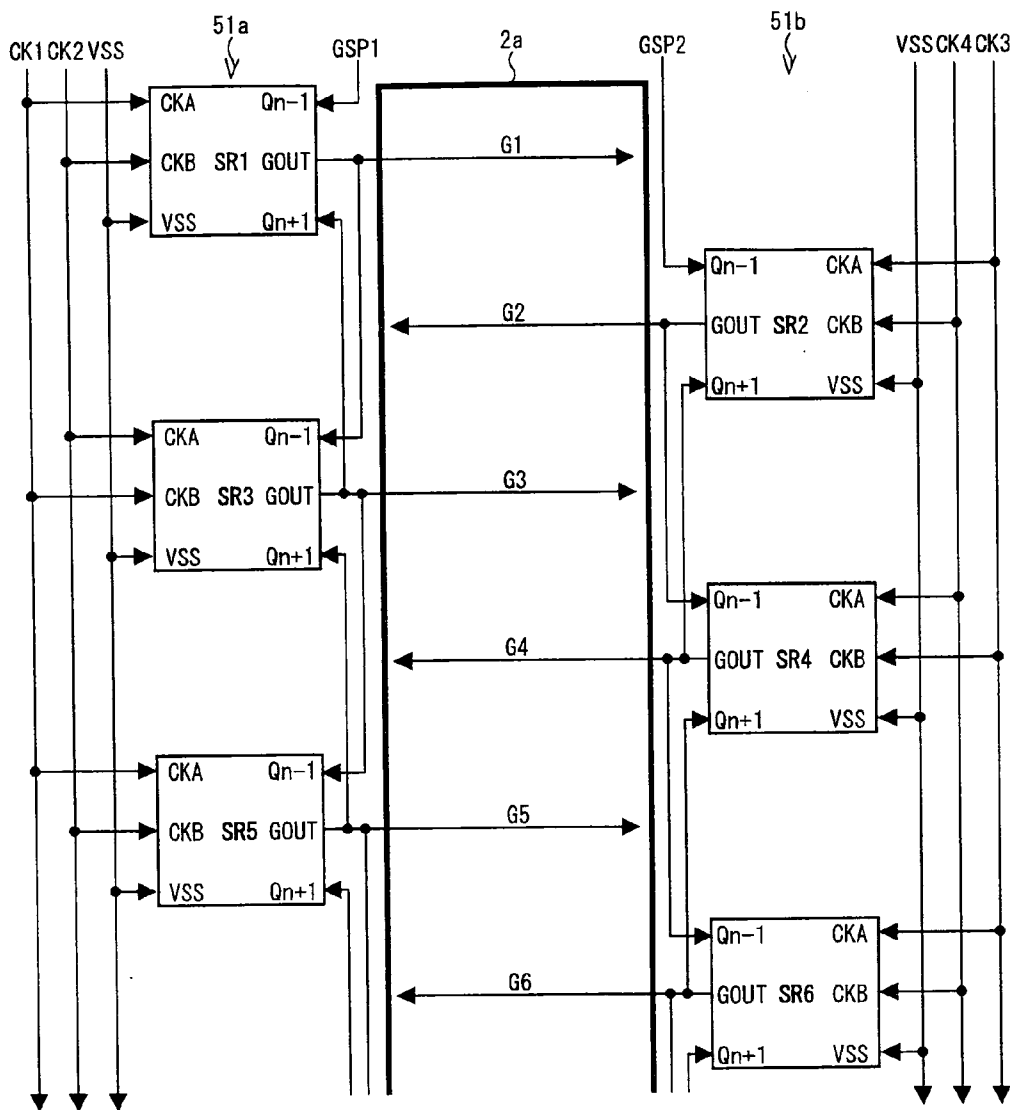 51a
2a
51b
CK1 CK2 VSS
GSP1
GSP2
VSS CK4 CK3
CKA Qn-1
CKB SR1 GOUT
VSS Qn+1
G1
Qn-1 CKA
GOUT SR2 CKB
Qn+1 VSS
G2
CKA Qn-1
CKB SR3 GOUT
VSS Qn+1
G3
Qn-1 CKA
GOUT SR4 CKB
Qn+1 VSS
G4
CKA Qn-1
CKB SR5 GOUT
VSS Qn+1
G5
Qn-1 CKA
GOUT SR6 CKB
Qn+1 VSS
G6